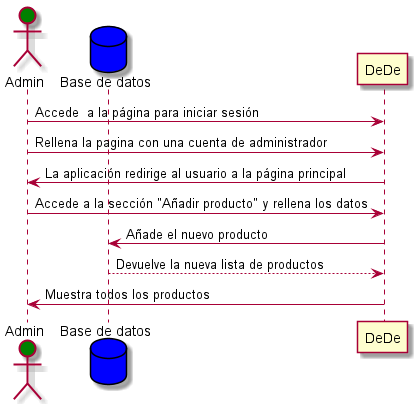 Admin
Base de datos
DeDe
Accede  a la página para iniciar sesión
Rellena la pagina con una cuenta de administrador
La aplicación redirige al usuario a la página principal
Accede a la sección "Añadir producto" y rellena los datos
Añade el nuevo producto
Devuelve la nueva lista de productos
Muestra todos los productos
Admin
Base de datos
DeDe